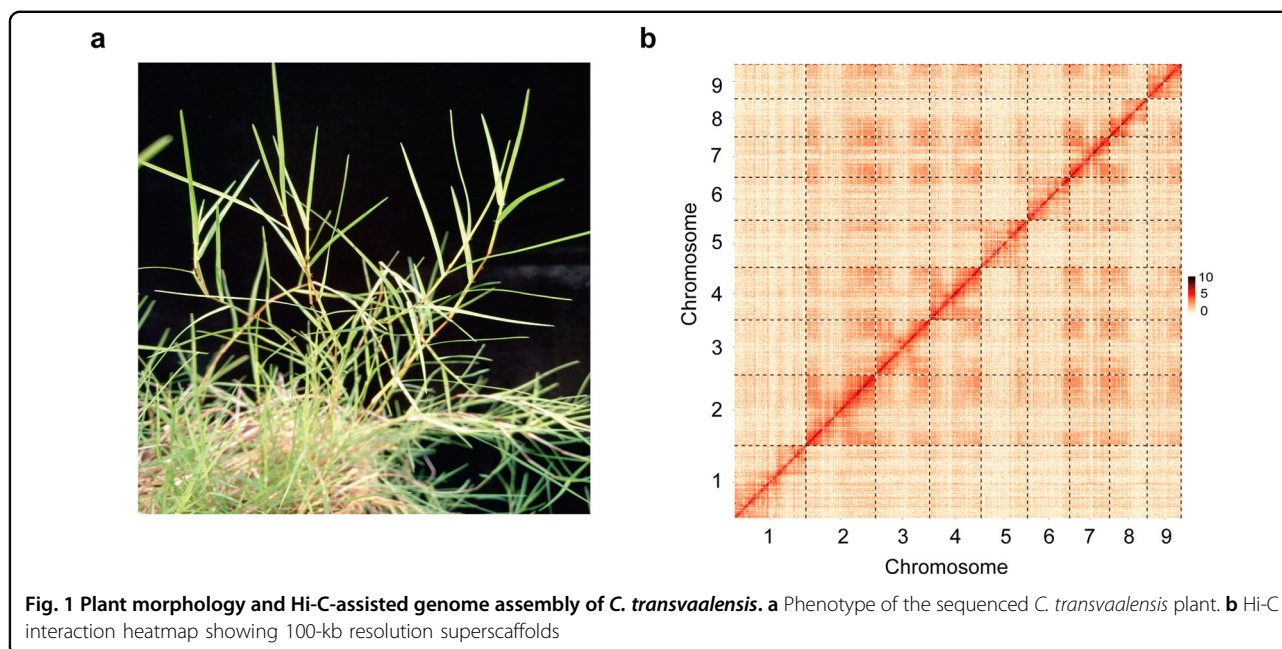 a
b
9
8
7
6
5
4
3
2
1
Chromosome
10
5
0
1 2 3 4 5 6 7 8 9
Chromosome
Fig. 1 Plant morphology and Hi-C-assisted genome assembly of C. transvaalensis. a Phenotype of the sequenced C. transvaalensis plant. b Hi-C
interaction heatmap showing 100-kb resolution superscaffolds